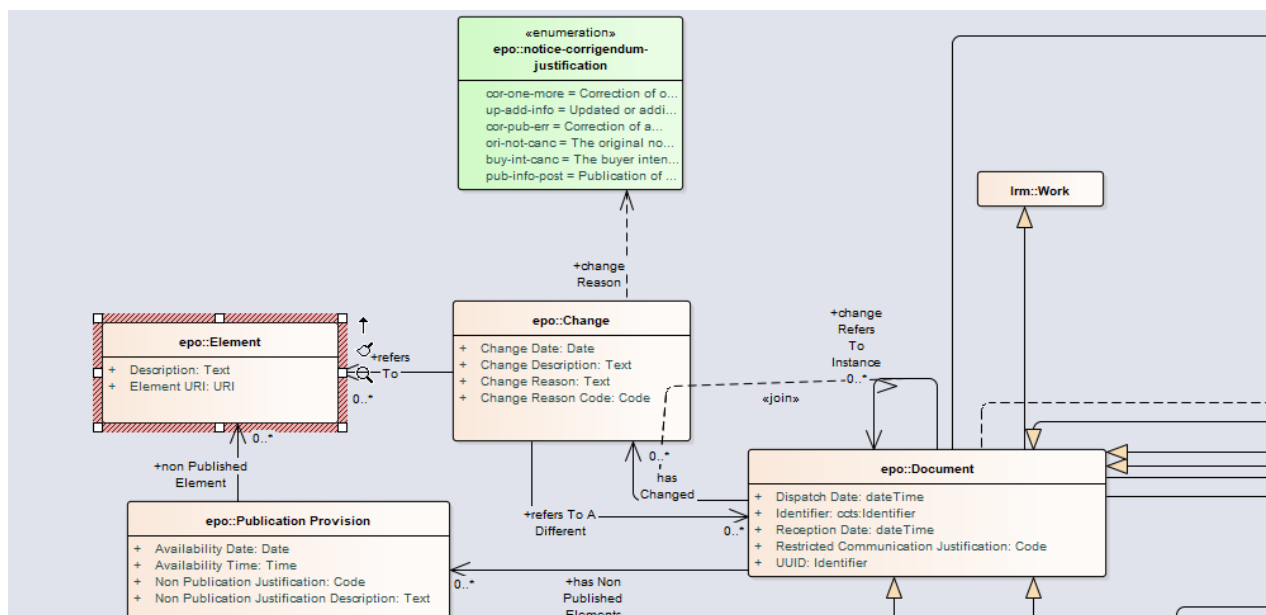 «enumeration»
epo::notice-corrigendum-
justification
cor-one-more = Correction of o...
up-add-info = Updated or addi...
cor-pub-err = Correction of a...
ori-not-canc = The original no...
buy-int-canc = The buyer inten...
pub-info-post = Publication of ...
lrm::Work
+change
Reason
+change
Refers
To
Instance
0..*
epo::Element
+ Description: Text
+ Element URI: URI
+refers
To
0..*
epo::Change
+ Change Date: Date
+ Change Description: Text
+ Change Reason: Text
+ Change Reason Code: Code
«join»
0..*
+non Published
Element
0..*
has
Changed
+refers To A
Different
0..*
epo::Document
+ Dispatch Date: dateTime
+ Identifier: ccts:Identifier
+ Reception Date: dateTime
+ Restricted Communication Justification: Code
+ UUID: Identifier
epo::Publication Provision
+ Availability Date: Date
+ Availability Time: Time
+ Non Publication Justification: Code
+ Non Publication Justification Description: Text
0..*
+has Non
Published
Elements